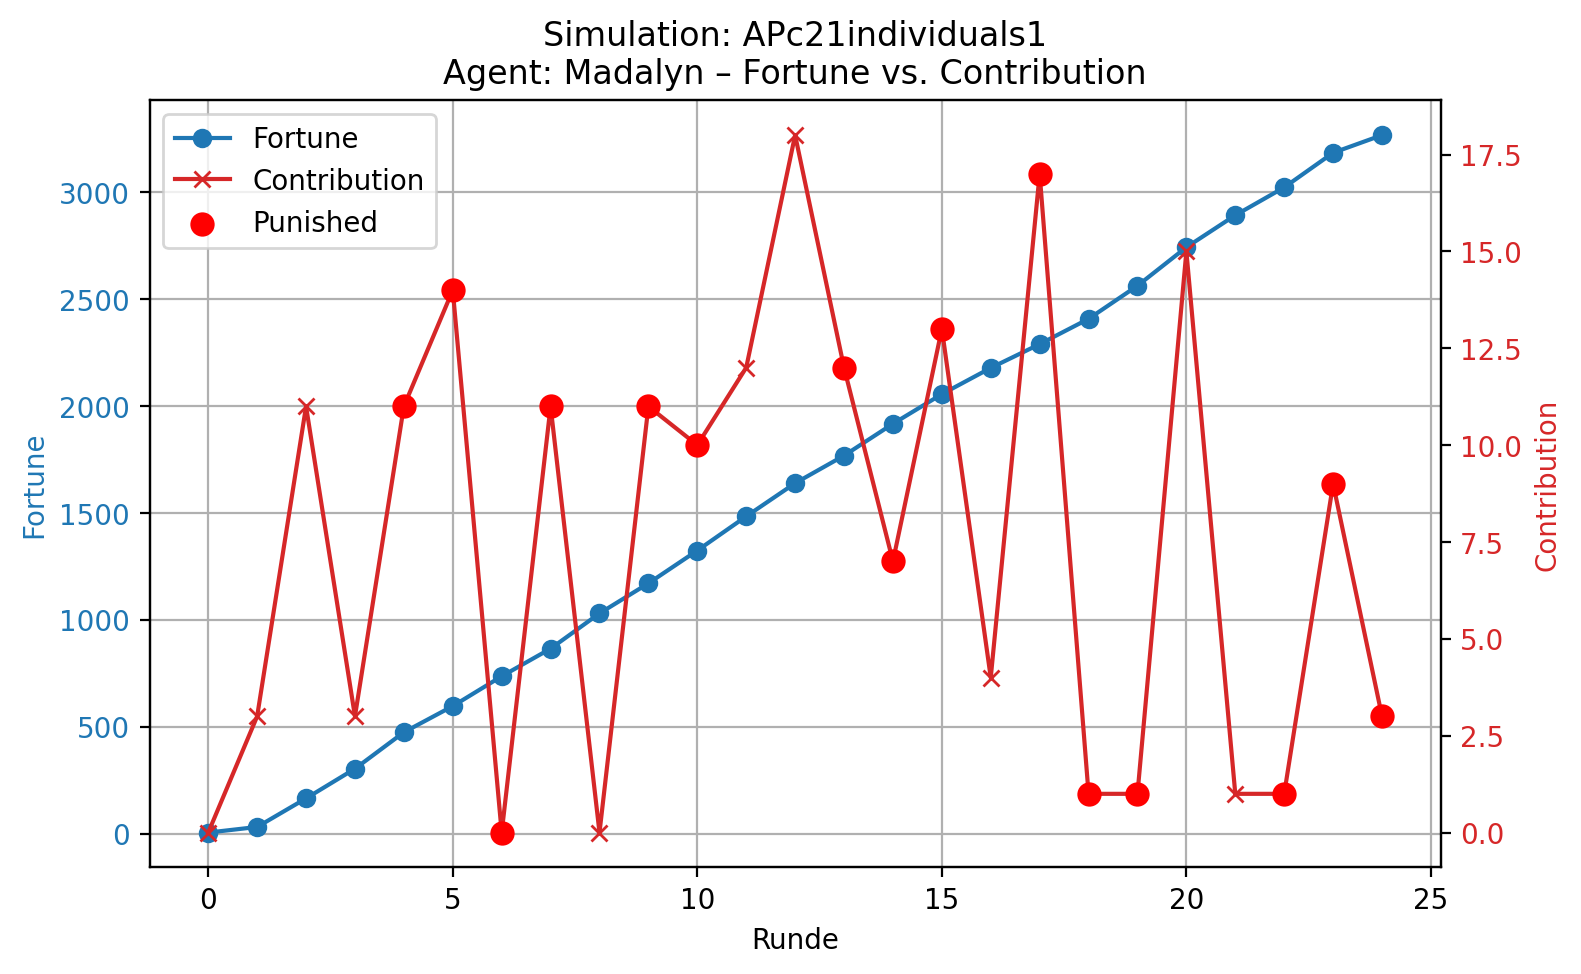 Simulation: APc21individuals1
Agent: Madalyn – Fortune vs. Contribution
Fortune
Contribution
Punished
3000
2500
2000
1500
1000
500
0
Fortune
17.5
15.0
12.5
10.0
7.5
5.0
2.5
0.0
Contribution
0 5 10 15 20 25
Runde